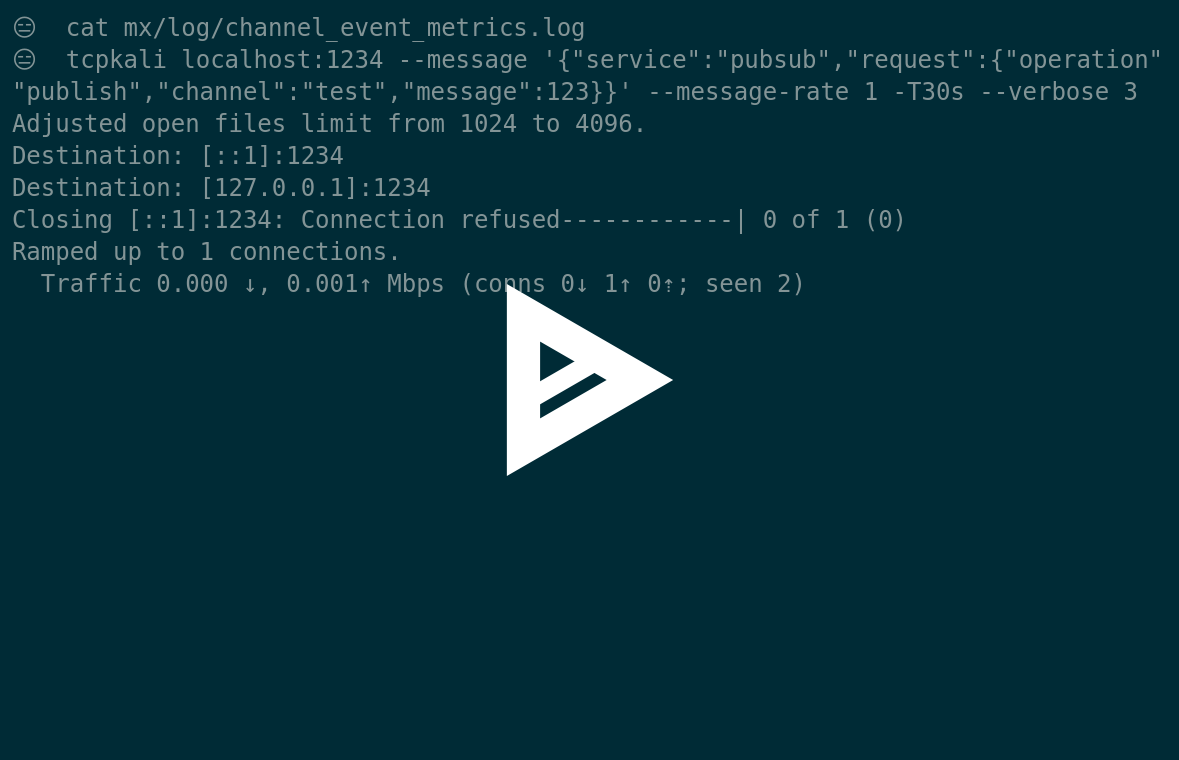 😑  cat mx/log/channel_event_metrics.log
😑  tcpkali localhost:1234 --message '{"service":"pubsub","request":{"operation"
"publish","channel":"test","message":123}}' --message-rate 1 -T30s --verbose 3
Adjusted open files limit from 1024 to 4096.
Destination: [::1]:1234
Destination: [127.0.0.1]:1234
Closing [::1]:1234: Connection refused------------| 0 of 1 (0)
Ramped up to 1 connections.
  Traffic 0.000 ↓, 0.001↑ Mbps (conns 0↓ 1↑ 0⇡; seen 2)